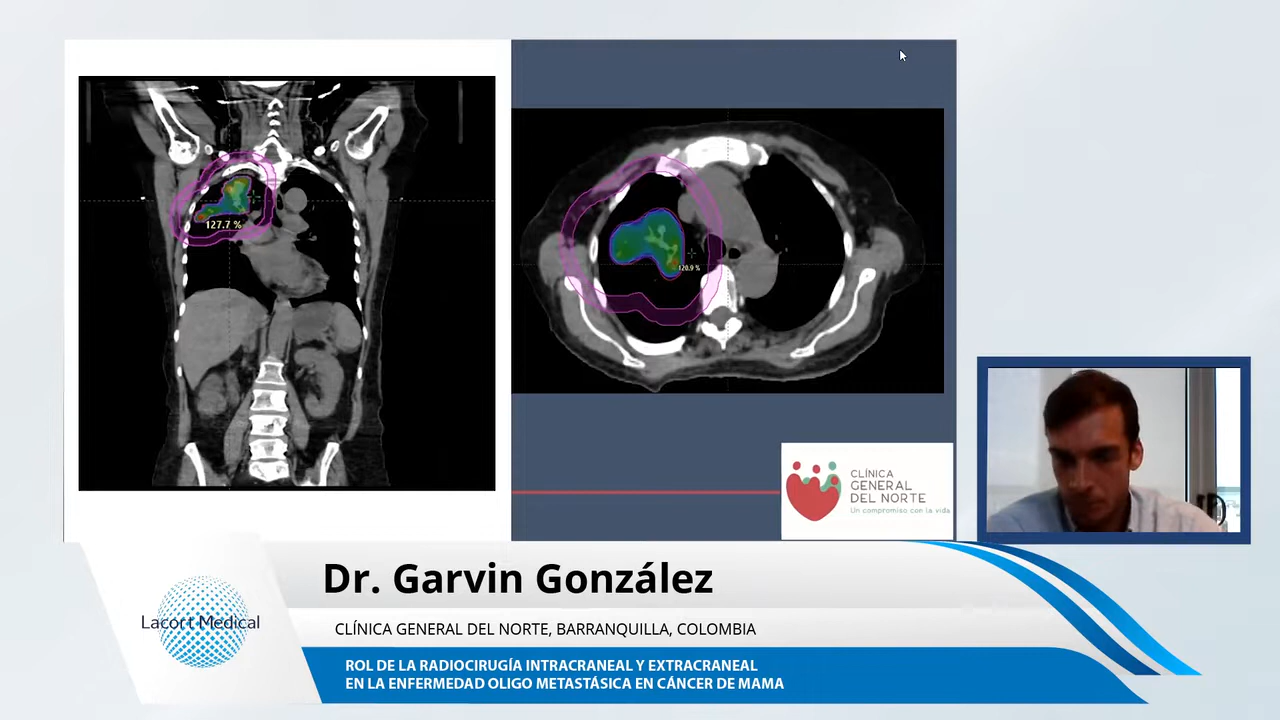 127.7 %
120.9 %
CLÍNICA
GENERAL
DEL NORTE
Un compromiso con la vida
Dr. Garvin González
Lacort Medical
CLÍNICA GENERAL DEL NORTE, BARRANQUILLA, COLOMBIA
ROL DE LA RADIOCIRUGÍA INTRACRANEAL Y EXTRACRANEAL
EN LA ENFERMEDAD OLIGO METASTÁSICA EN CÁNCER DE MAMA